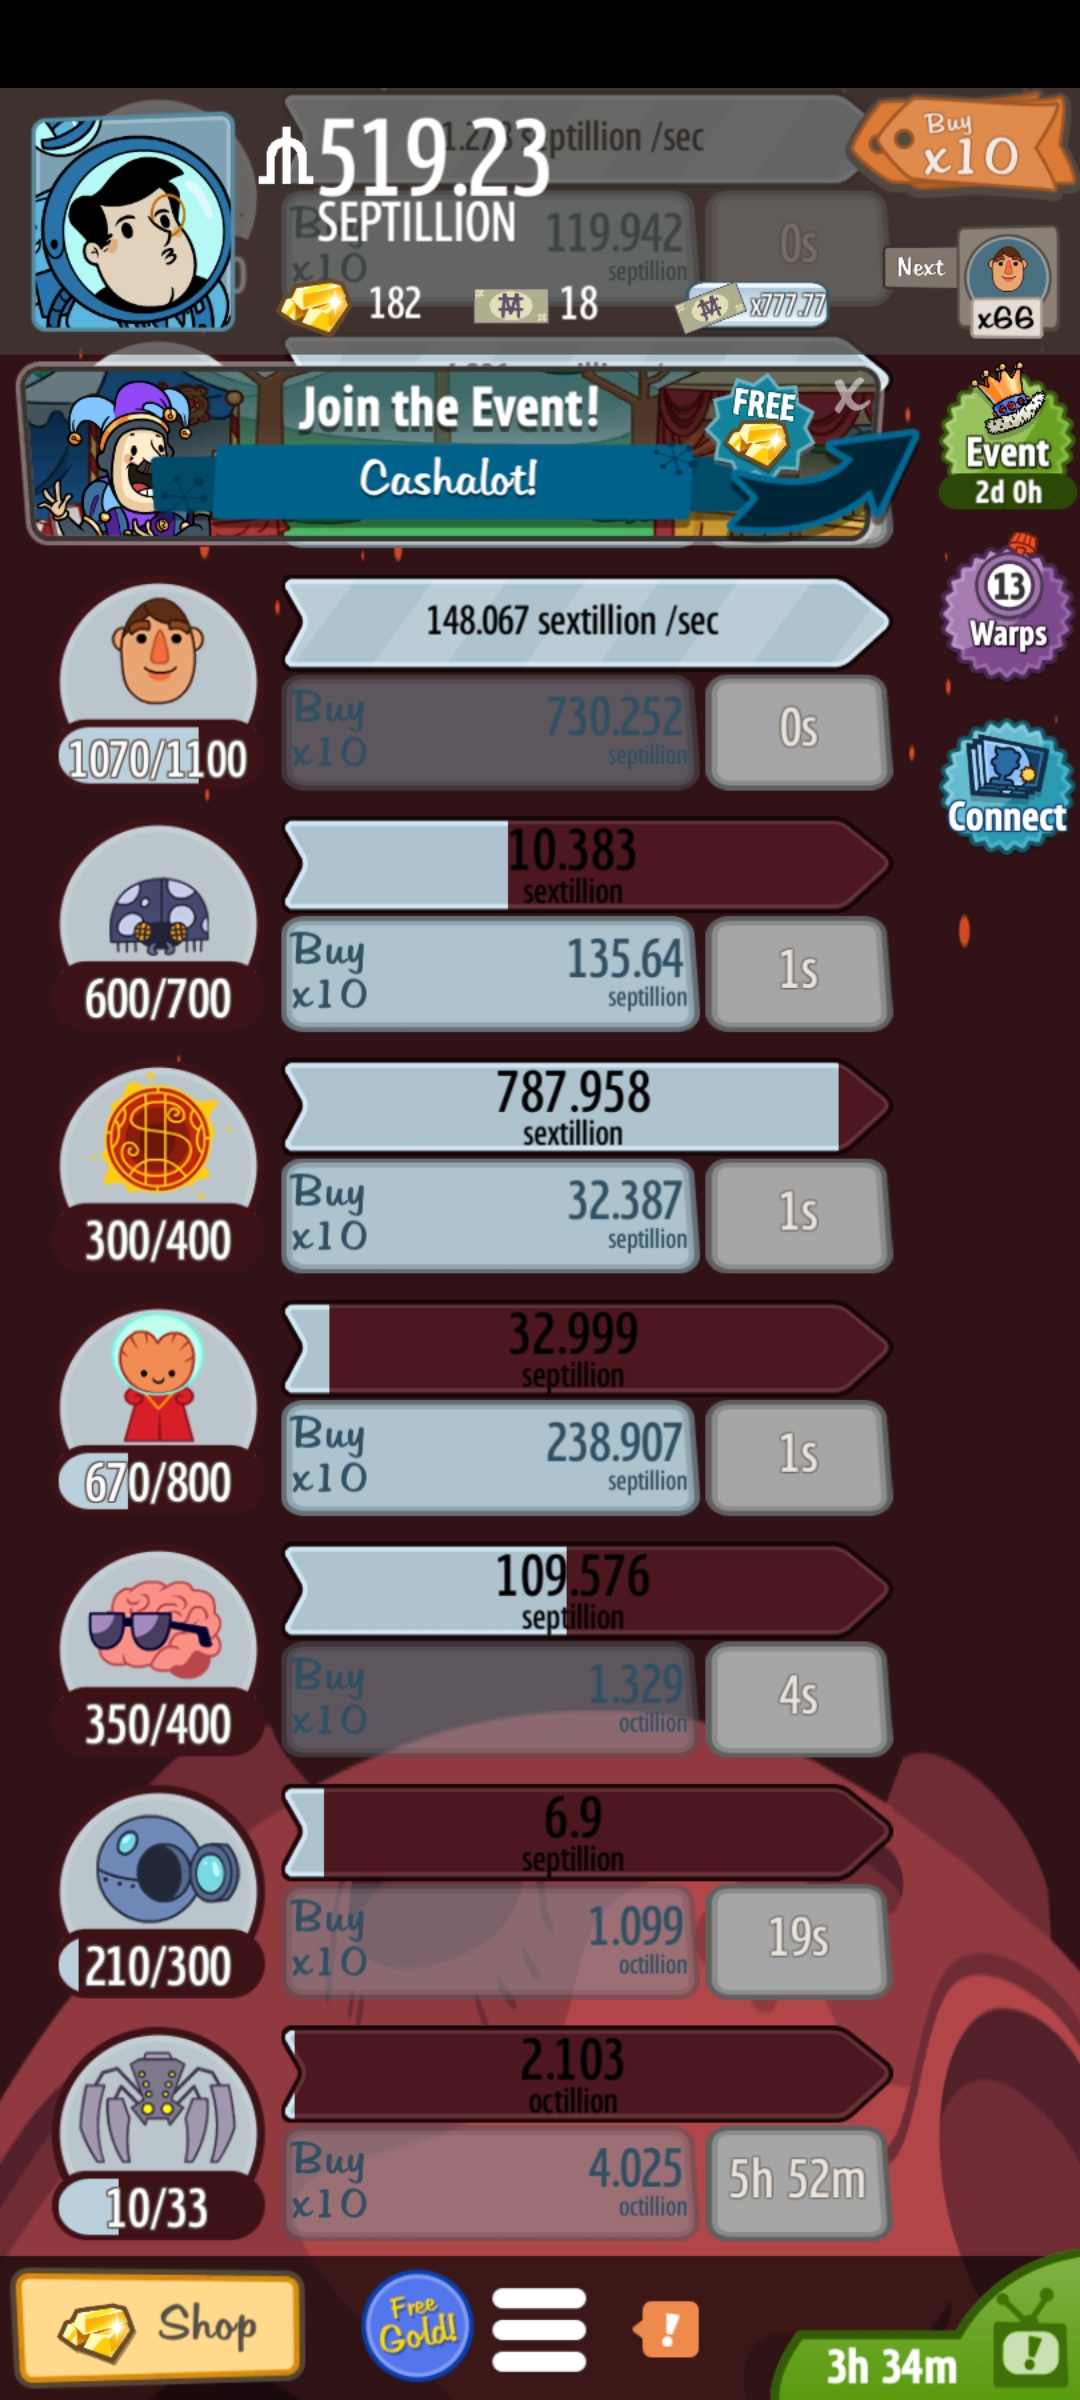 519.23
SEPTILLION
septillion /sec
Buy
x10
Buy
x10
119.942
septillion
0s
Next
x66
182
18
x777.77
Join the Event!
FREE
X
Cashalot!
Event
2d 0h
13
Warps
Connect
148.067 sextillion /sec
1070/1100
Buy
x10
730.252
septillion
0s
10.383
sextillion
600/700
Buy
x10
135.64
septillion
1s
787.958
sextillion
300/400
Buy
x10
32.387
septillion
1s
32.999
septillion
670/800
Buy
x10
238.907
septillion
1s
109.576
septillion
350/400
Buy
x10
1.329
octillion
4s
6.9
septillion
210/300
Buy
x10
1.099
octillion
19s
2.103
octillion
10/33
Buy
x10
4.025
octillion
5h 52m
Shop
Free
Gold!
!
3h 34m
!